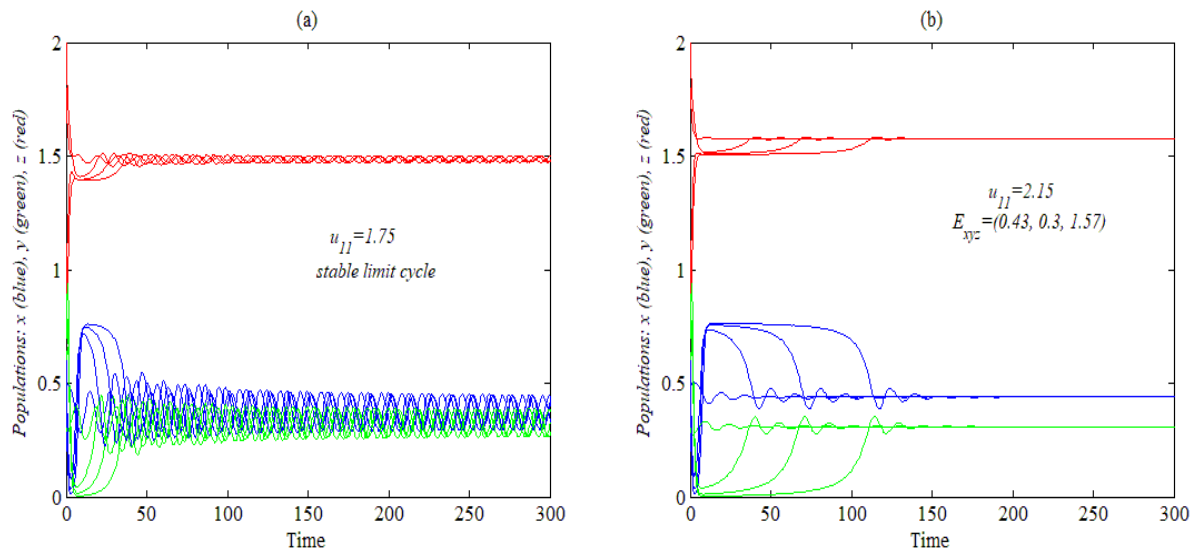 (a)
Populations: x (blue), y (green), z (red)
2
1.5
1
0.5
0
u11=1.75
stable limit cycle
0 50 100 150 200 250 300
Time
(b)
Populations: x (blue), y (green), z (red)
2
1.5
1
0.5
0
u11=2.15
Exyz=(0.43, 0.3, 1.57)
0 50 100 150 200 250 300
Time